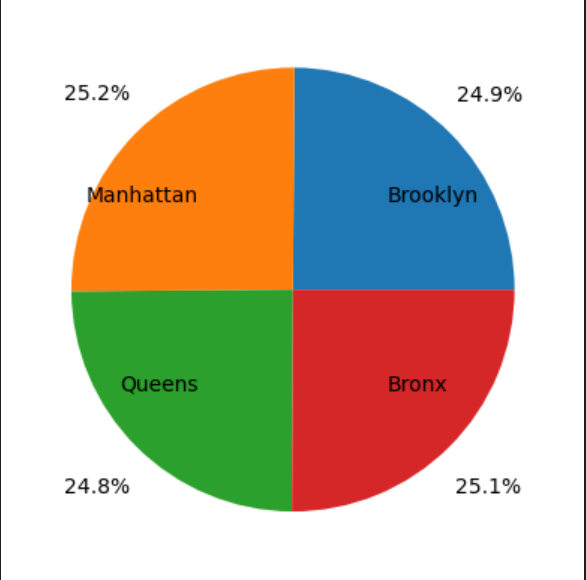 25.2%
24.9%
Manhattan
Brooklyn
Queens
Bronx
24.8%
25.1%